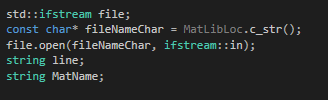 std::ifstream file;
const char* fileNameChar = MatLibLoc.c_str();
file.open(fileNameChar, ifstream::in);
string line;
string MatName;